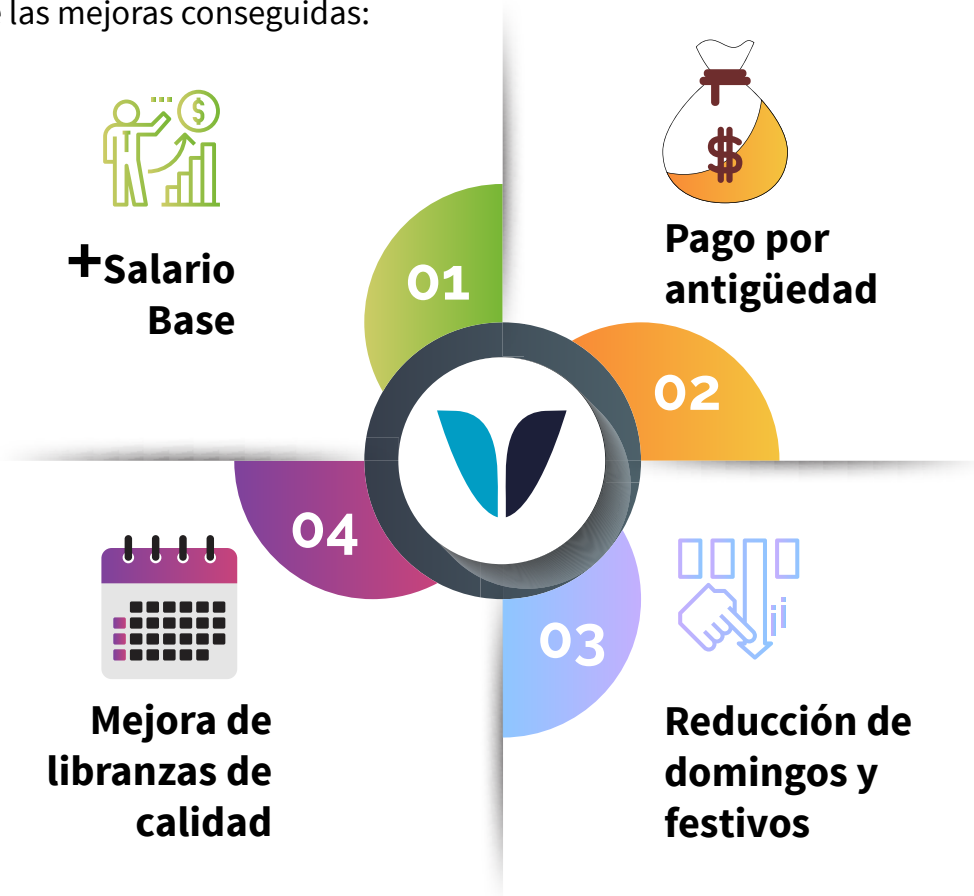 las mejoras conseguidas:
+Salario
Base
01
Pago por
antigüedad
02
03
Reducción de
domingos y
festivos
04
Mejora de
libranzas de
calidad